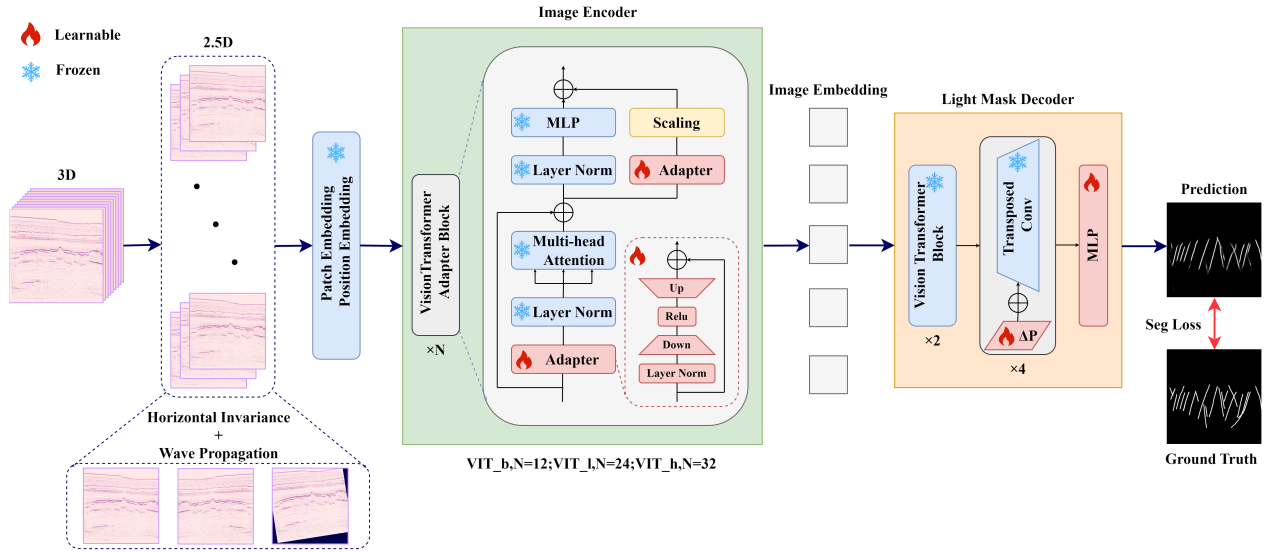 Image Encoder
Learnable
Frozen
2.5D
3D
Patch Embedding
Position Embedding
VisionTransformer
Adapter Block
×N
MLP
Scaling
Layer Norm
Adapter
Multi-head
Attention
Layer Norm
Adapter
Up
Relu
Down
Layer Norm
VIT_b,N=12;VIT_l,N=24;VIT_h,N=32
Image Embedding
Light Mask Decoder
Vision Transformer
Block
×2
Transposed
Conv
ΔP
×4
MLP
Prediction
Seg Loss
Ground Truth
Horizontal Invariance
+
Wave Propagation